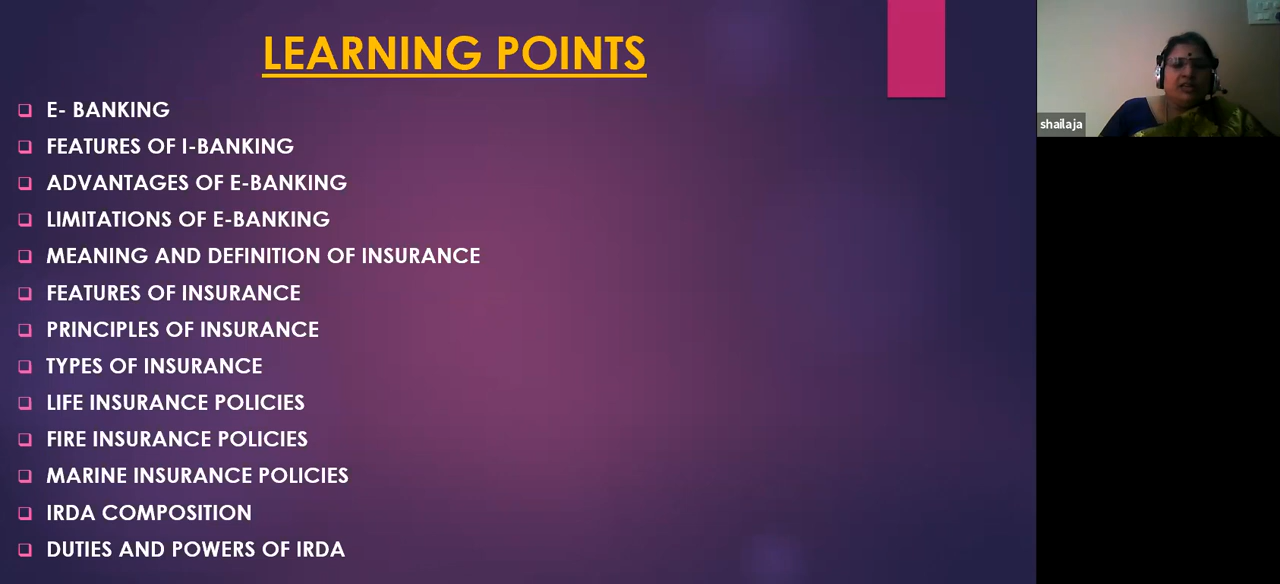 LEARNING POINTS
E- BANKING
FEATURES OF I-BANKING
ADVANTAGES OF E-BANKING
LIMITATIONS OF E-BANKING
MEANING AND DEFINITION OF INSURANCE
FEATURES OF INSURANCE
PRINCIPLES OF INSURANCE
TYPES OF INSURANCE
LIFE INSURANCE POLICIES
FIRE INSURANCE POLICIES
MARINE INSURANCE POLICIES
IRDA COMPOSITION
DUTIES AND POWERS OF IRDA
shailaja